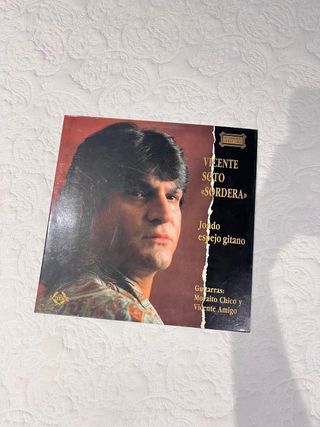 VICENTE
SOTO
«SORDERA»
Jondo
espejo gitano
Guitarras:
Moraíto Chico y
Vicente Amigo